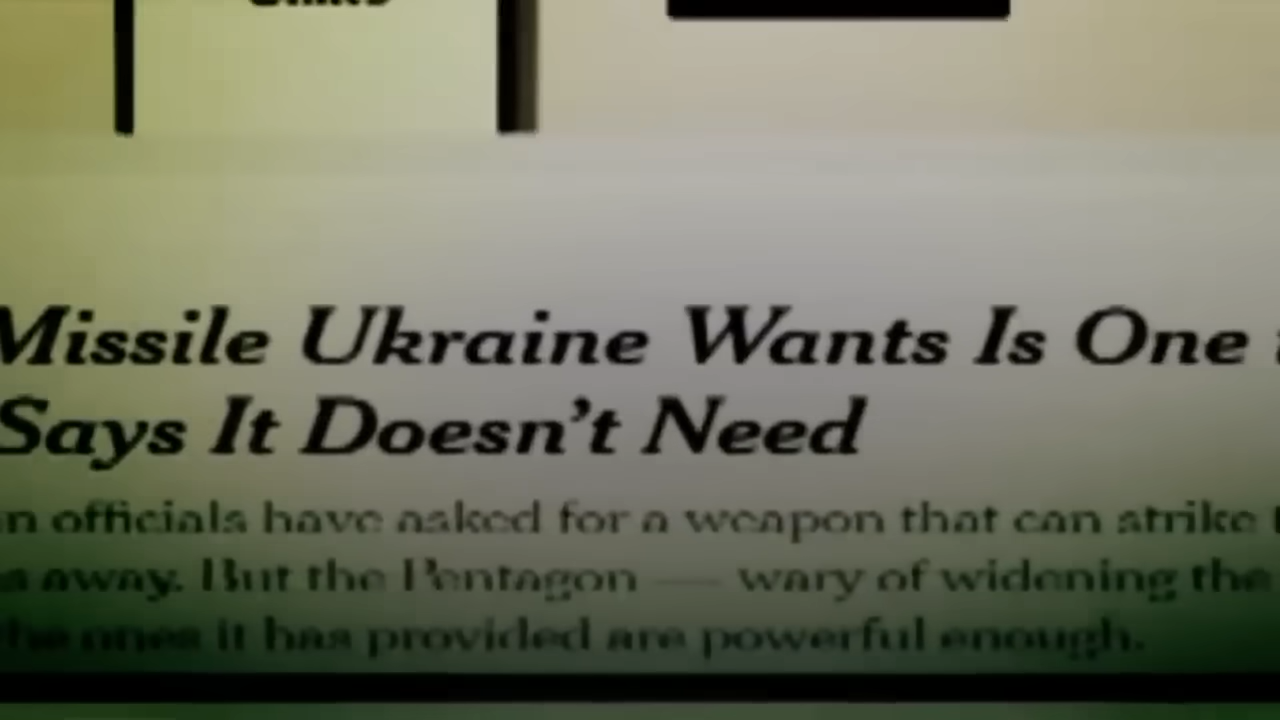 Missile Ukraine Wants Is One
Says It Doesn't Need
officials have asked for a weapon that can strike
away. But the Pentagon — wary of widening the
the ones it has provided are powerful enough.